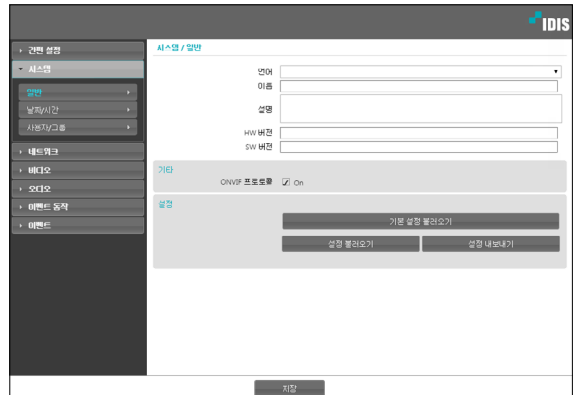 IDIS
간편 설정
시스템
일반
날짜/시간
사용자/그룹
네트워크
비디오
오디오
이벤트 동작
이벤트
시스템 / 일반
언어
이름
설명
HW 버전
SW 버전
기타
ONVIF 프로토콜 On
설정
기본 설정 불러오기
설정 불러오기
설정 내보내기
저장